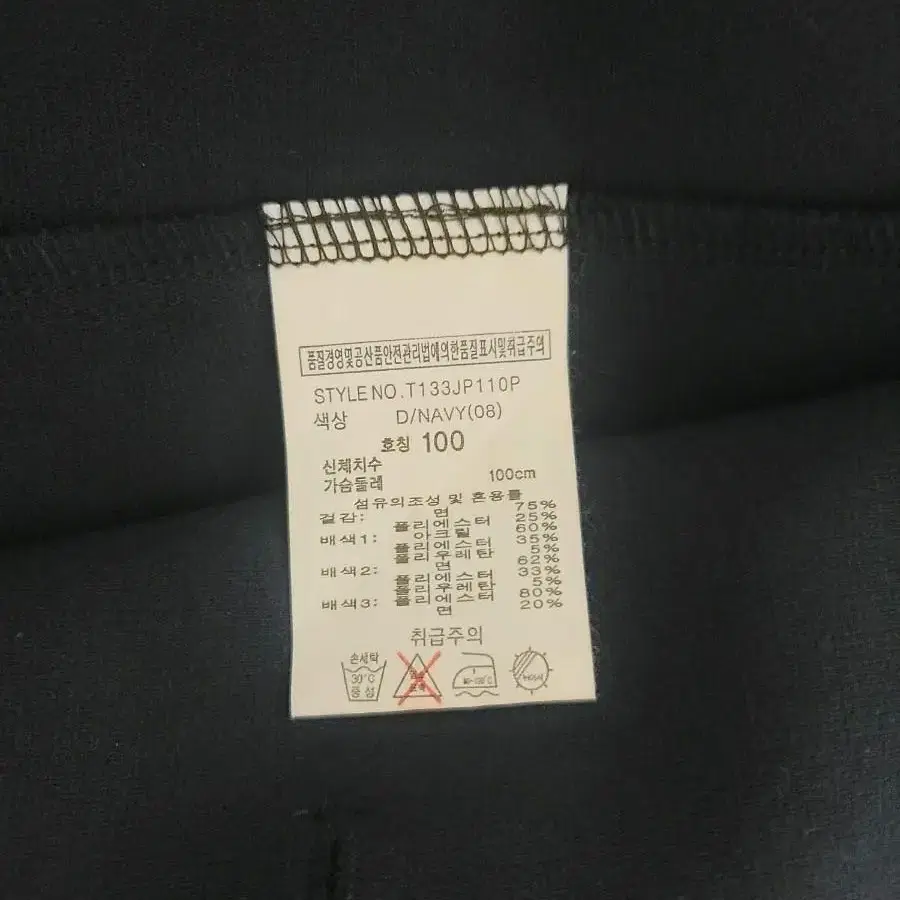 품질경영및공산품안전관리법에의한품질표시및취급주의
STYLE NO.T133JP110P
색상 D/NAVY(08)
호칭 100
신체치수
가슴둘레 100cm
섬유의조성 및 혼용률
겉감: 면 75%
폴리에스터 25%
배색1: 아크릴 60%
폴리에스터 35%
폴리우레탄 5%
배색2: 면 62%
폴리에스터 33%
폴리우레탄 5%
배색3: 폴리에스터 80%
면 20%
취급주의
손세탁
30°C
중성